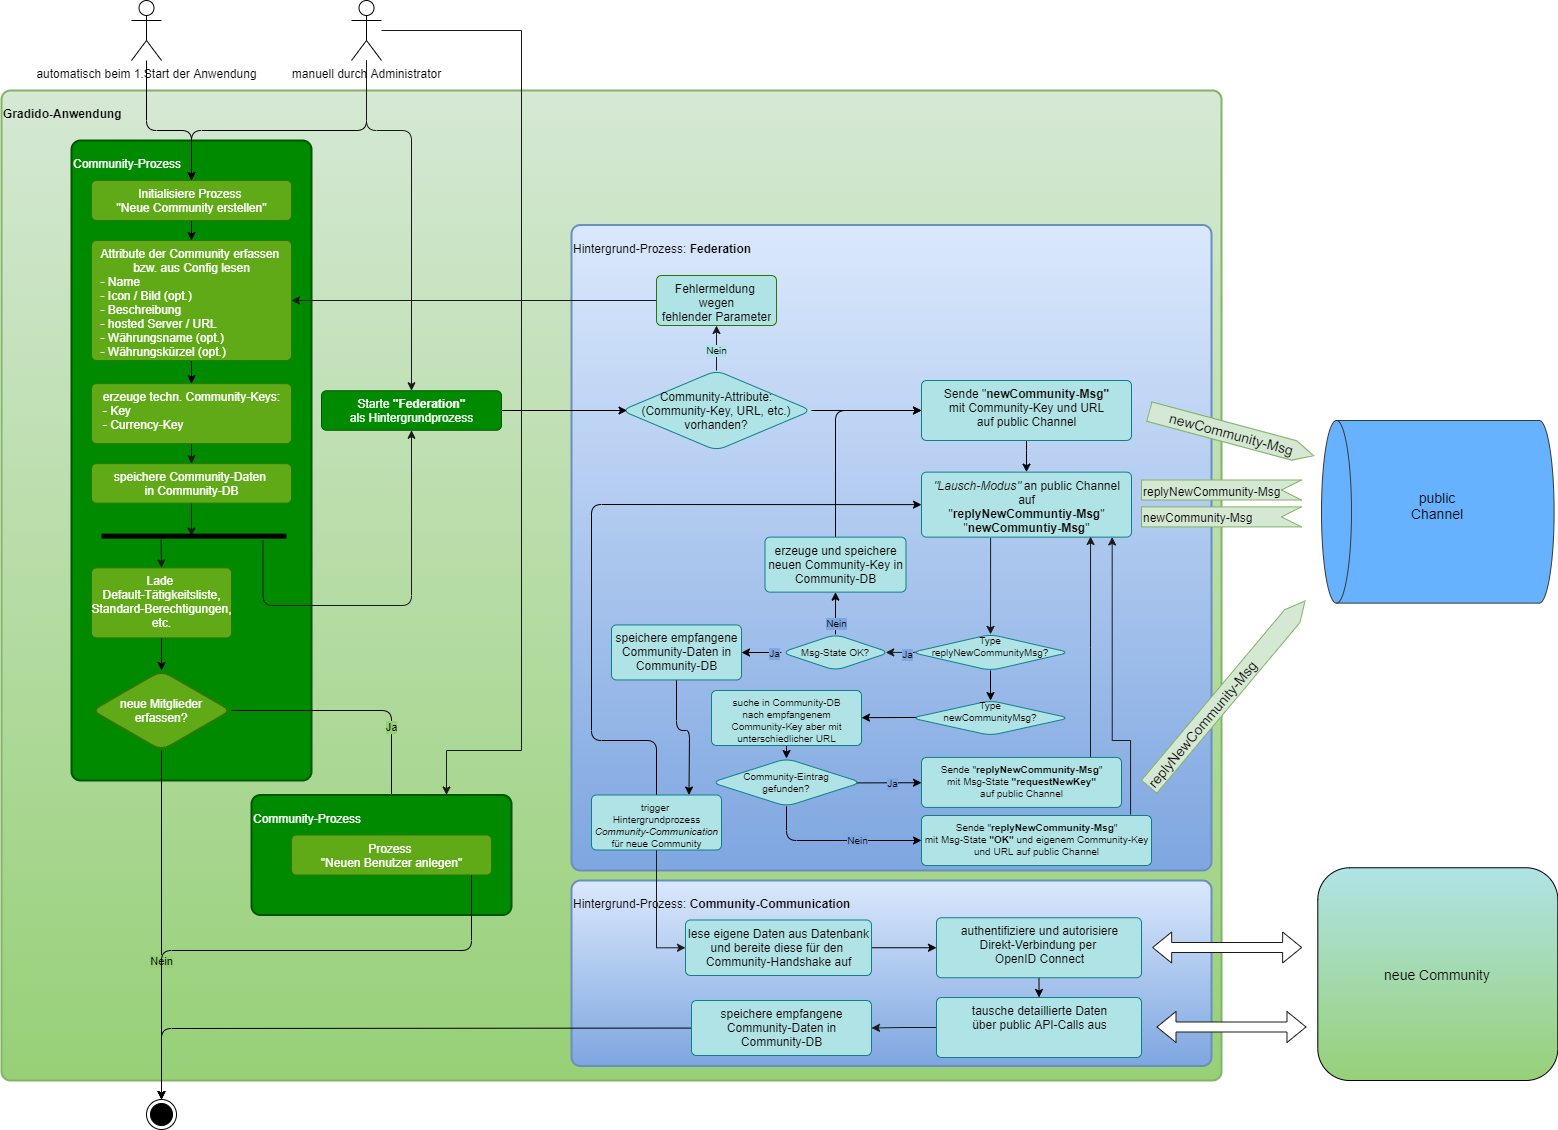 automatisch beim 1.Start der Anwendung
manuell durch Administrator
Gradido-Anwendung
Community-Prozess
Initialisiere Prozess
"Neue Community erstellen"
Attribute der Community erfassen
bzw. aus Config lesen
- Name
- Icon / Bild (opt.)
- Beschreibung
- hosted Server / URL
- Währungsname (opt.)
- Währungskürzel (opt.)
erzeuge techn. Community-Keys:
- Key
- Currency-Key
speichere Community-Daten
in Community-DB
Lade
Default-Tätigkeitsliste,
Standard-Berechtigungen,
etc.
neue Mitglieder
erfassen?
Ja
Nein
Community-Prozess
Prozess
"Neuen Benutzer anlegen"
Starte "Federation"
als Hintergrundprozess
Hintergrund-Prozess: Federation
Fehlermeldung
wegen
fehlender Parameter
Nein
Community-Attribute:
(Community-Key, URL, etc.)
vorhanden?
Sende "newCommunity-Msg"
mit Community-Key und URL
auf public Channel
"Lausch-Modus" an public Channel
auf
"replyNewCommuntiy-Msg"
"newCommuntiy-Msg"
erzeuge und speichere
neuen Community-Key in
Community-DB
Nein
Msg-State OK?
Ja
Type
replyNewCommunityMsg?
Ja
speichere empfangene
Community-Daten in
Community-DB
Type
newCommunityMsg?
suche in Community-DB
nach empfangenem
Community-Key aber mit
unterschiedlicher URL
Community-Eintrag
gefunden?
Ja
Nein
Sende "replyNewCommunity-Msg"
mit Msg-State "requestNewKey"
auf public Channel
Sende "replyNewCommunity-Msg"
mit Msg-State "OK" und eigenem Community-Key
und URL auf public Channel
trigger
Hintergrundprozess
Community-Communication
für neue Community
Hintergrund-Prozess: Community-Communication
lese eigene Daten aus Datenbank
und bereite diese für den
Community-Handshake auf
authentifiziere und autorisiere
Direkt-Verbindung per
OpenID Connect
tausche detaillierte Daten
über public API-Calls aus
speichere empfangene
Community-Daten in
Community-DB
newCommunity-Msg
replyNewCommunity-Msg
newCommunity-Msg
replyNewCommunity-Msg
public
Channel
neue Community